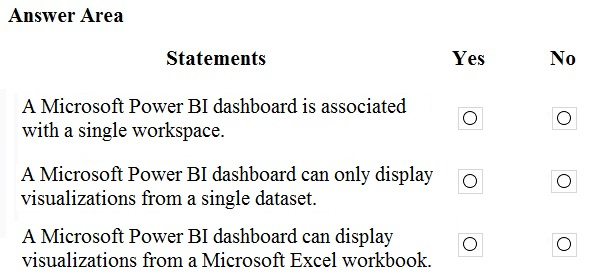 Answer Area
Statements Yes No
A Microsoft Power BI dashboard is associated
with a single workspace.
A Microsoft Power BI dashboard can only display
visualizations from a single dataset.
A Microsoft Power BI dashboard can display
visualizations from a Microsoft Excel workbook.